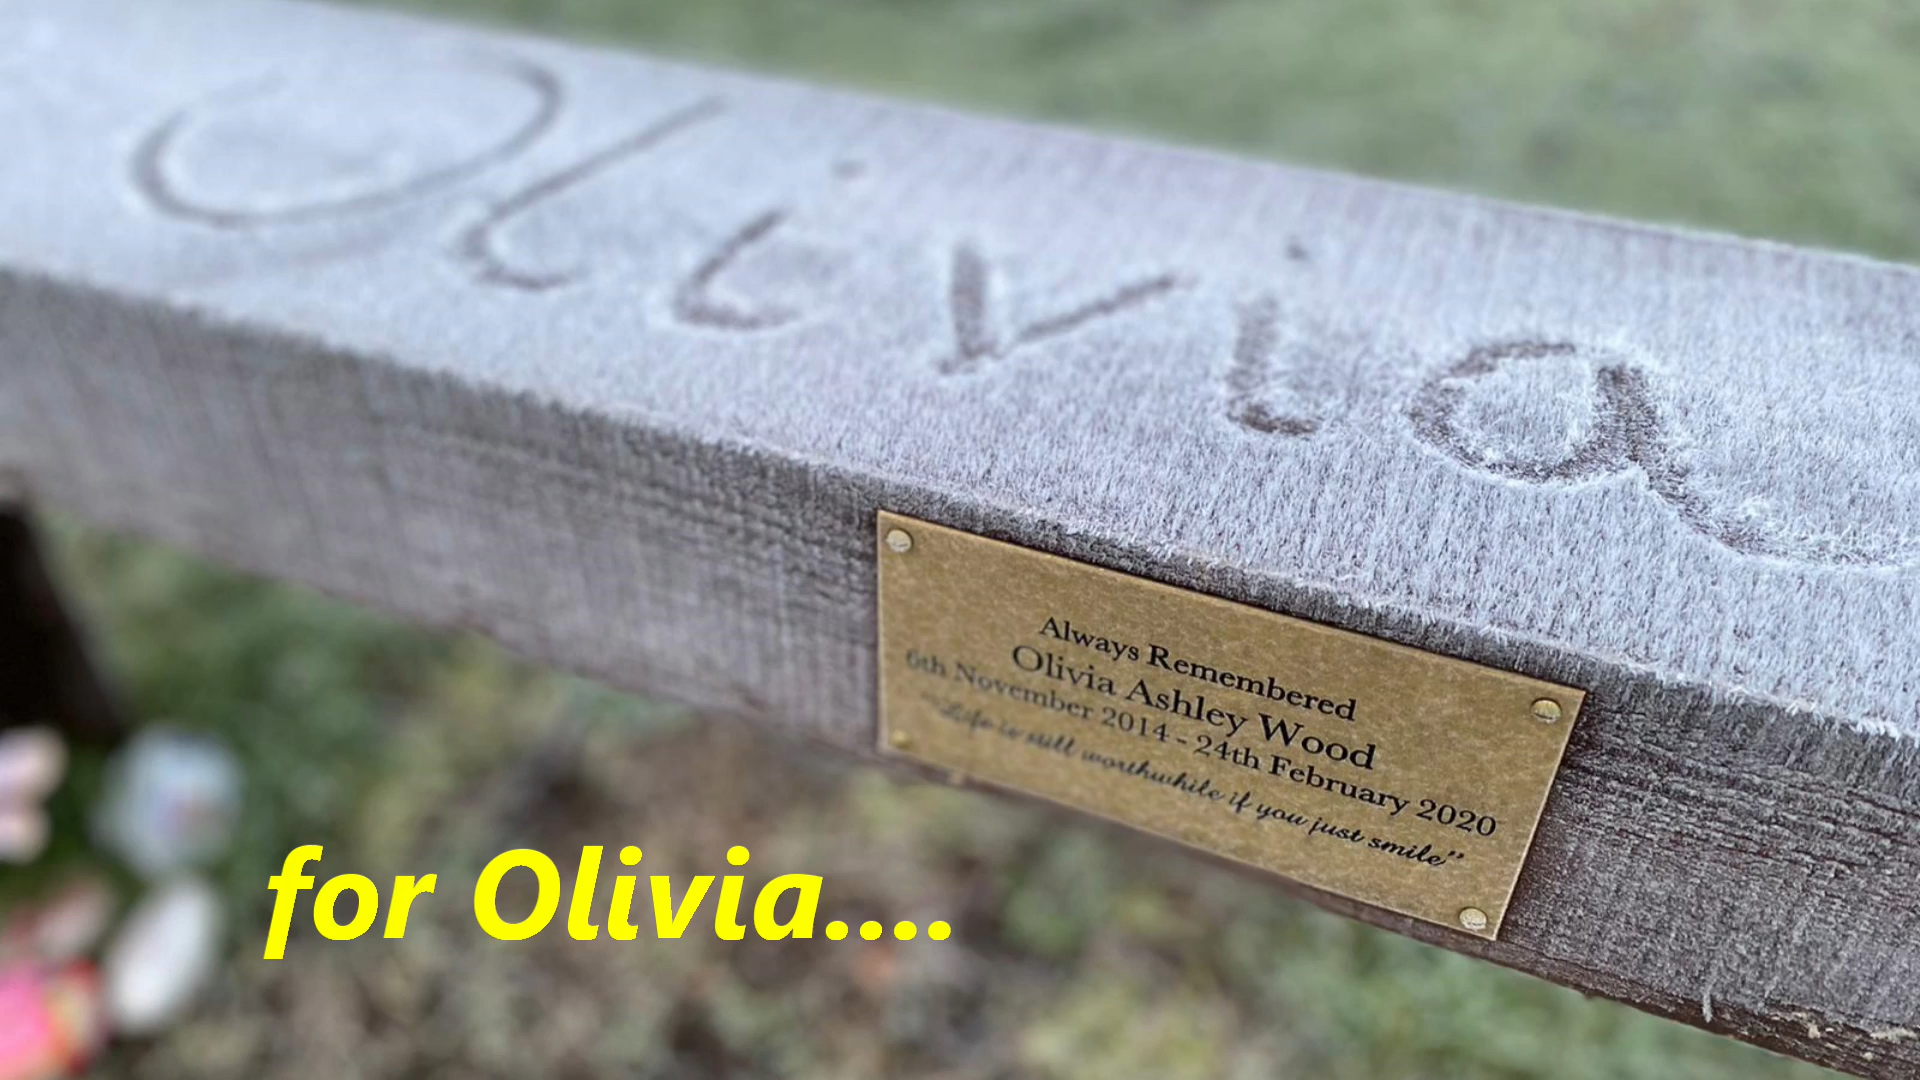 Olivia
Always Remembered
Olivia Ashley Wood
6th November 2014 - 24th February 2020
"Life is still worthwhile if you just smile"
for Olivia....